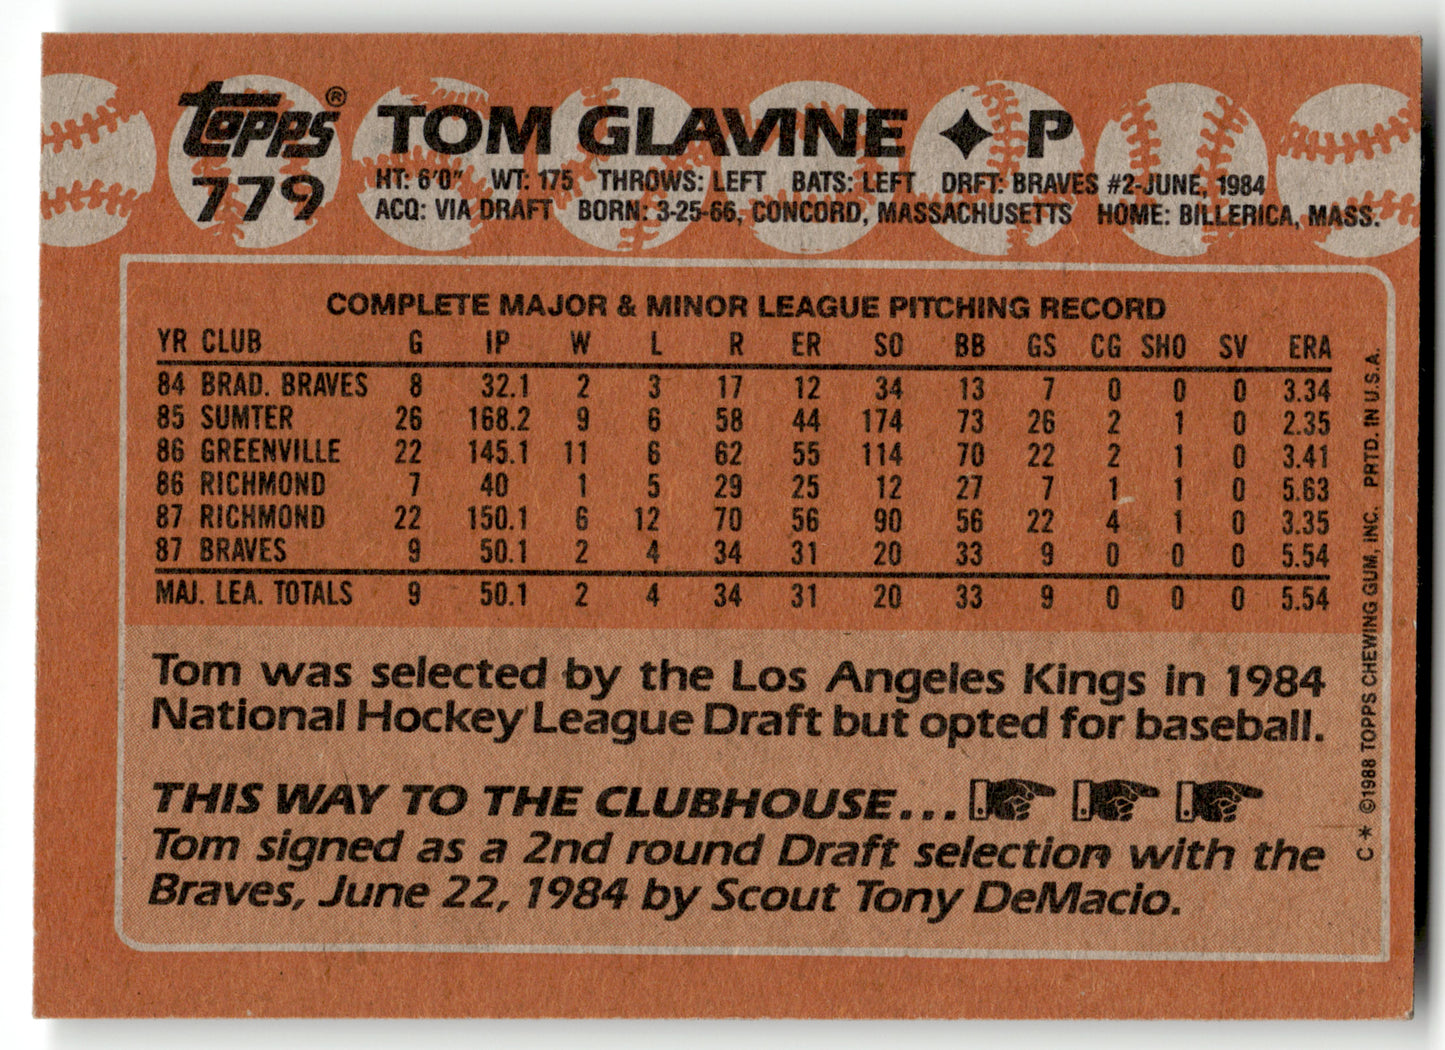 Topps® TOM GLAVINE ✦ P
779 HT: 6'0" WT: 175 THROWS: LEFT BATS: LEFT DRFT: BRAVES #2-JUNE, 1984
ACQ: VIA DRAFT BORN: 3-25-66, CONCORD, MASSACHUSETTS HOME: BILLERICA, MASS.
COMPLETE MAJOR & MINOR LEAGUE PITCHING RECORD
YR CLUB G IP W L R ER SO BB GS CG SHO SV ERA
84 BRAD. BRAVES 8 32.1 2 3 17 12 34 13 7 0 0 0 3.34
85 SUMTER 26 168.2 9 6 58 44 174 73 26 2 1 0 2.35
86 GREENVILLE 22 145.1 11 6 62 55 114 70 22 2 1 0 3.41
86 RICHMOND 7 40 1 5 29 25 12 27 7 1 1 0 5.63
87 RICHMOND 22 150.1 6 12 70 56 90 56 22 4 1 0 3.35
87 BRAVES 9 50.1 2 4 34 31 20 33 9 0 0 0 5.54
MAJ. LEA. TOTALS 9 50.1 2 4 34 31 20 33 9 0 0 0 5.54
Tom was selected by the Los Angeles Kings in 1984
National Hockey League Draft but opted for baseball.
THIS WAY TO THE CLUBHOUSE...
Tom signed as a 2nd round Draft selection with the
Braves, June 22, 1984 by Scout Tony DeMacio.
C* ©1988 TOPPS CHEWING GUM, INC. PRTD. IN U.S.A.